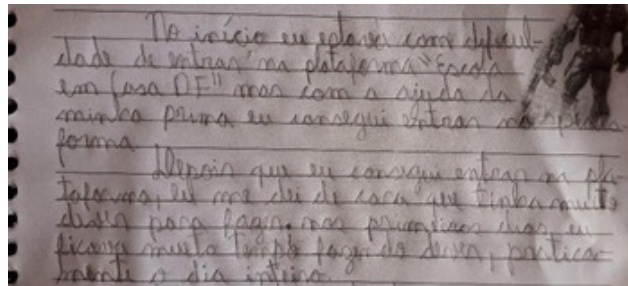 No início eu estava com dificul-
dade de entrar na plataforma "Escola
em Casa DF" mas com a ajuda da
minha prima eu consegui entrar na
forma.
Depois que eu consegui entrar na pla-
taforma, eu me dei de cara que tinha muito
dever para fazer. nos primeiros dias, eu
ficava muito tempo fazendo dever, pratica-
mente o dia inteiro.